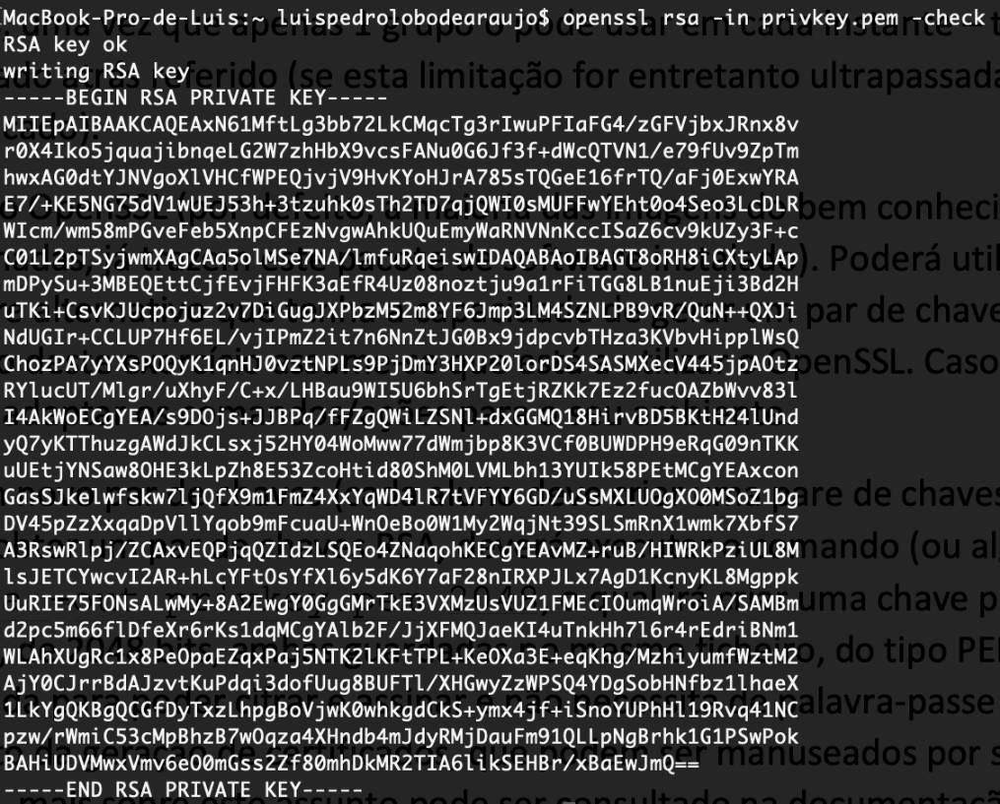 MacBook-Pro-de-Luis:~ luispedrolobodearaujo$ openssl rsa -in privkey.pem -check
RSA key ok
writing RSA key
-----BEGIN RSA PRIVATE KEY-----
MIIEpAIBAAKCAQEAxN61MftLg3bb72LkCMqcTg3rIwuPFIaFG4/zGFVjbxJRnx8v
r0X4Iko5jquajibnqeLG2W7zhHbX9vcsFANu0G6Jf3f+dWcQTVN1/e79fUv9ZpTm
hwxAG0dtYJNVgoXlVHCfWPEQjvjV9HvKYoHJrA785sTQGeE16frTQ/aFj0ExwYRA
E7/+KE5NG75dV1wUEJ53h+3tzuhk0sTh2TD7qjQWI0sMUFFwYEht0o4Seo3LcDLR
WIcm/wm58mPGveFeb5XnpCFEzNvgwAhkUQuEmyWaRNVNnKccISaZ6cv9kUZy3F+c
C01L2pTSyjwmXAgCAa5olMSe7NA/lmfuRqeiswIDAQABAoIBAGT8oRH8iCXtyLAp
mDPySu+3MBEQEttCjfEvjFHFK3aEfR4Uz08noztju9a1rFiTGG8LB1nuEji3Bd2H
uTKi+CsvKJUcpojuz2v7DiGugJXPbzM52m8YF6Jmp3LM4SZNLPB9vR/QuN++QXJi
NdUGIr+CCLUP7Hf6EL/vjIPmZ2it7n6NnZtJG0Bx9jdpcvbTHza3KVbvHipplWsQ
ChozPA7yYXsPOQyK1qnHJ0vztNPLs9PjDmY3HXP20lorDS4SASMXecV445jpAOtz
RYlucUT/Mlgr/uXhyF/C+x/LHBau9WI5U6bhSrTgEtjRZKk7Ez2fucOAZbWvv83l
I4AkWoECgYEA/s9DOjs+JJBPq/fFZgQWiLZSNl+dxGGMQ18HirvBD5BKtH24lUnd
yQ7yKTThuzgAWdJkCLsxj52HY04WoMww77dWmjbp8K3VCf0BUWDPH9eRqG09nTKK
uUEtjYNSaw8OHE3kLpZh8E53ZcoHtid80ShM0LVMLbh13YUIk58PEtMCgYEAxcon
GasSJkelwfskw7ljQfX9m1FmZ4XxYqWD4lR7tVFYY6GD/uSsMXLUOgXO0MSoZ1pg
DV45pZzXxqaDpVllYqob9mFcuaU+WnOeBo0W1My2WqjNt39SLSmRnX1wmk7XbfS7
A3RswRlpj/ZCAxvEQPjqQZIdzLSQEo4ZNaqohKECgYEAvMZ+ruB/HIWRkPziUL8M
lsJETCYwcvI2AR+hLcYFtOsYfXl6y5dK6Y7aF28nIRXPJLx7AgD1KcnyKL8Mgppk
UuRIE75FONsALwMy+8A2EwgY0GgGMrTkE3VXMzUsVUZ1FMEcIOumqWroiA/SAMBm
d2pc5m66flDfeXr6rKs1dqMCgYAlb2F/JjXFMQJaeKI4uTnkHh7l6r4rEdriBNm1
WLAhXUgRc1x8PeOpaEZqxPaj5NTKZlKFtTPL+KeOXa3E+eqKhg/MzhiyumfWztM2
AjY0CJrrBdAJzvtKuPdqi3dofUug8BUFTl/XHGwyZzWPSQ4YDgSobHNfbz1lhaeX
1LkYgQKBgQCGfDyTxzLhpgBoVjwK0whkgdCkS+ymx4jf+iSnoYUPhHl19Rvq41NC
pzw/rWmiC53cMpBhzB7wOqza4XHndb4mJdyRMjDauFm91QLLpNgBrhk1G1PSwPok
BAHiUDVMwxVmv6eO0mGss2Zf80mhDkMR2TIA6likSEHBr/xBaEwJmQ==
-----END RSA PRIVATE KEY-----